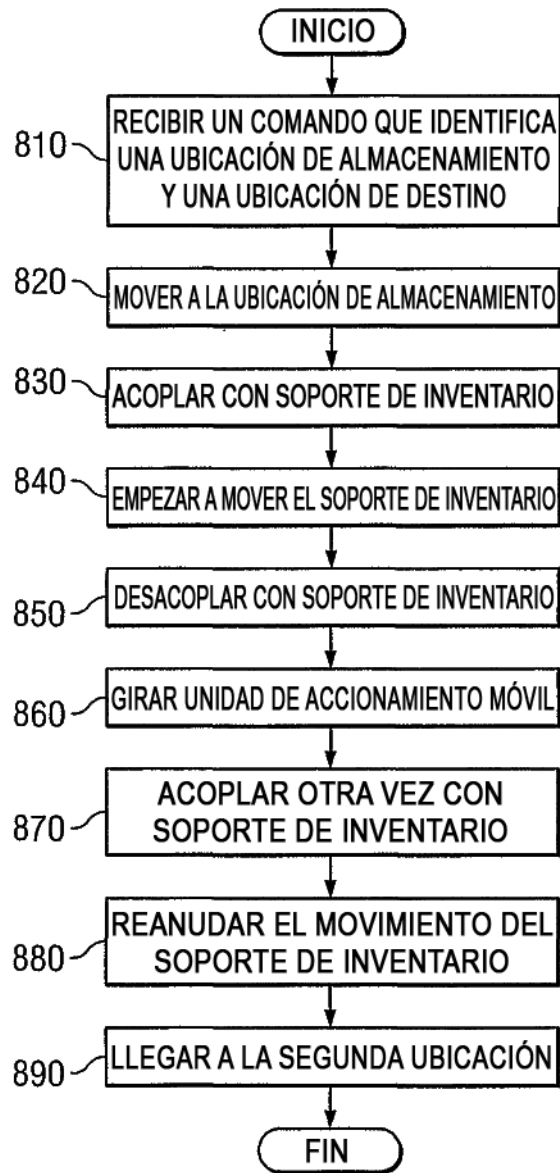 INICIO
810
RECIBIR UN COMANDO QUE IDENTIFICA
UNA UBICACIÓN DE ALMACENAMIENTO
Y UNA UBICACIÓN DE DESTINO
820
MOVER A LA UBICACIÓN DE ALMACENAMIENTO
830
ACOPLAR CON SOPORTE DE INVENTARIO
840
EMPEZAR A MOVER EL SOPORTE DE INVENTARIO
850
DESACOPLAR CON SOPORTE DE INVENTARIO
860
GIRAR UNIDAD DE ACCIONAMIENTO MÓVIL
870
ACOPLAR OTRA VEZ CON
SOPORTE DE INVENTARIO
880
REANUDAR EL MOVIMIENTO DEL
SOPORTE DE INVENTARIO
890
LLEGAR A LA SEGUNDA UBICACIÓN
FIN